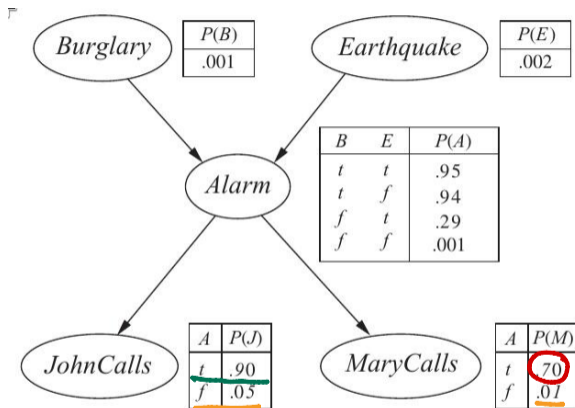 Burglary
P(B)
.001
Earthquake
P(E)
.002
Alarm
B E P(A)
t t .95
t f .94
f t .29
f f .001
JohnCalls
A P(J)
t .90
f .05
MaryCalls
A P(M)
t .70
f .01